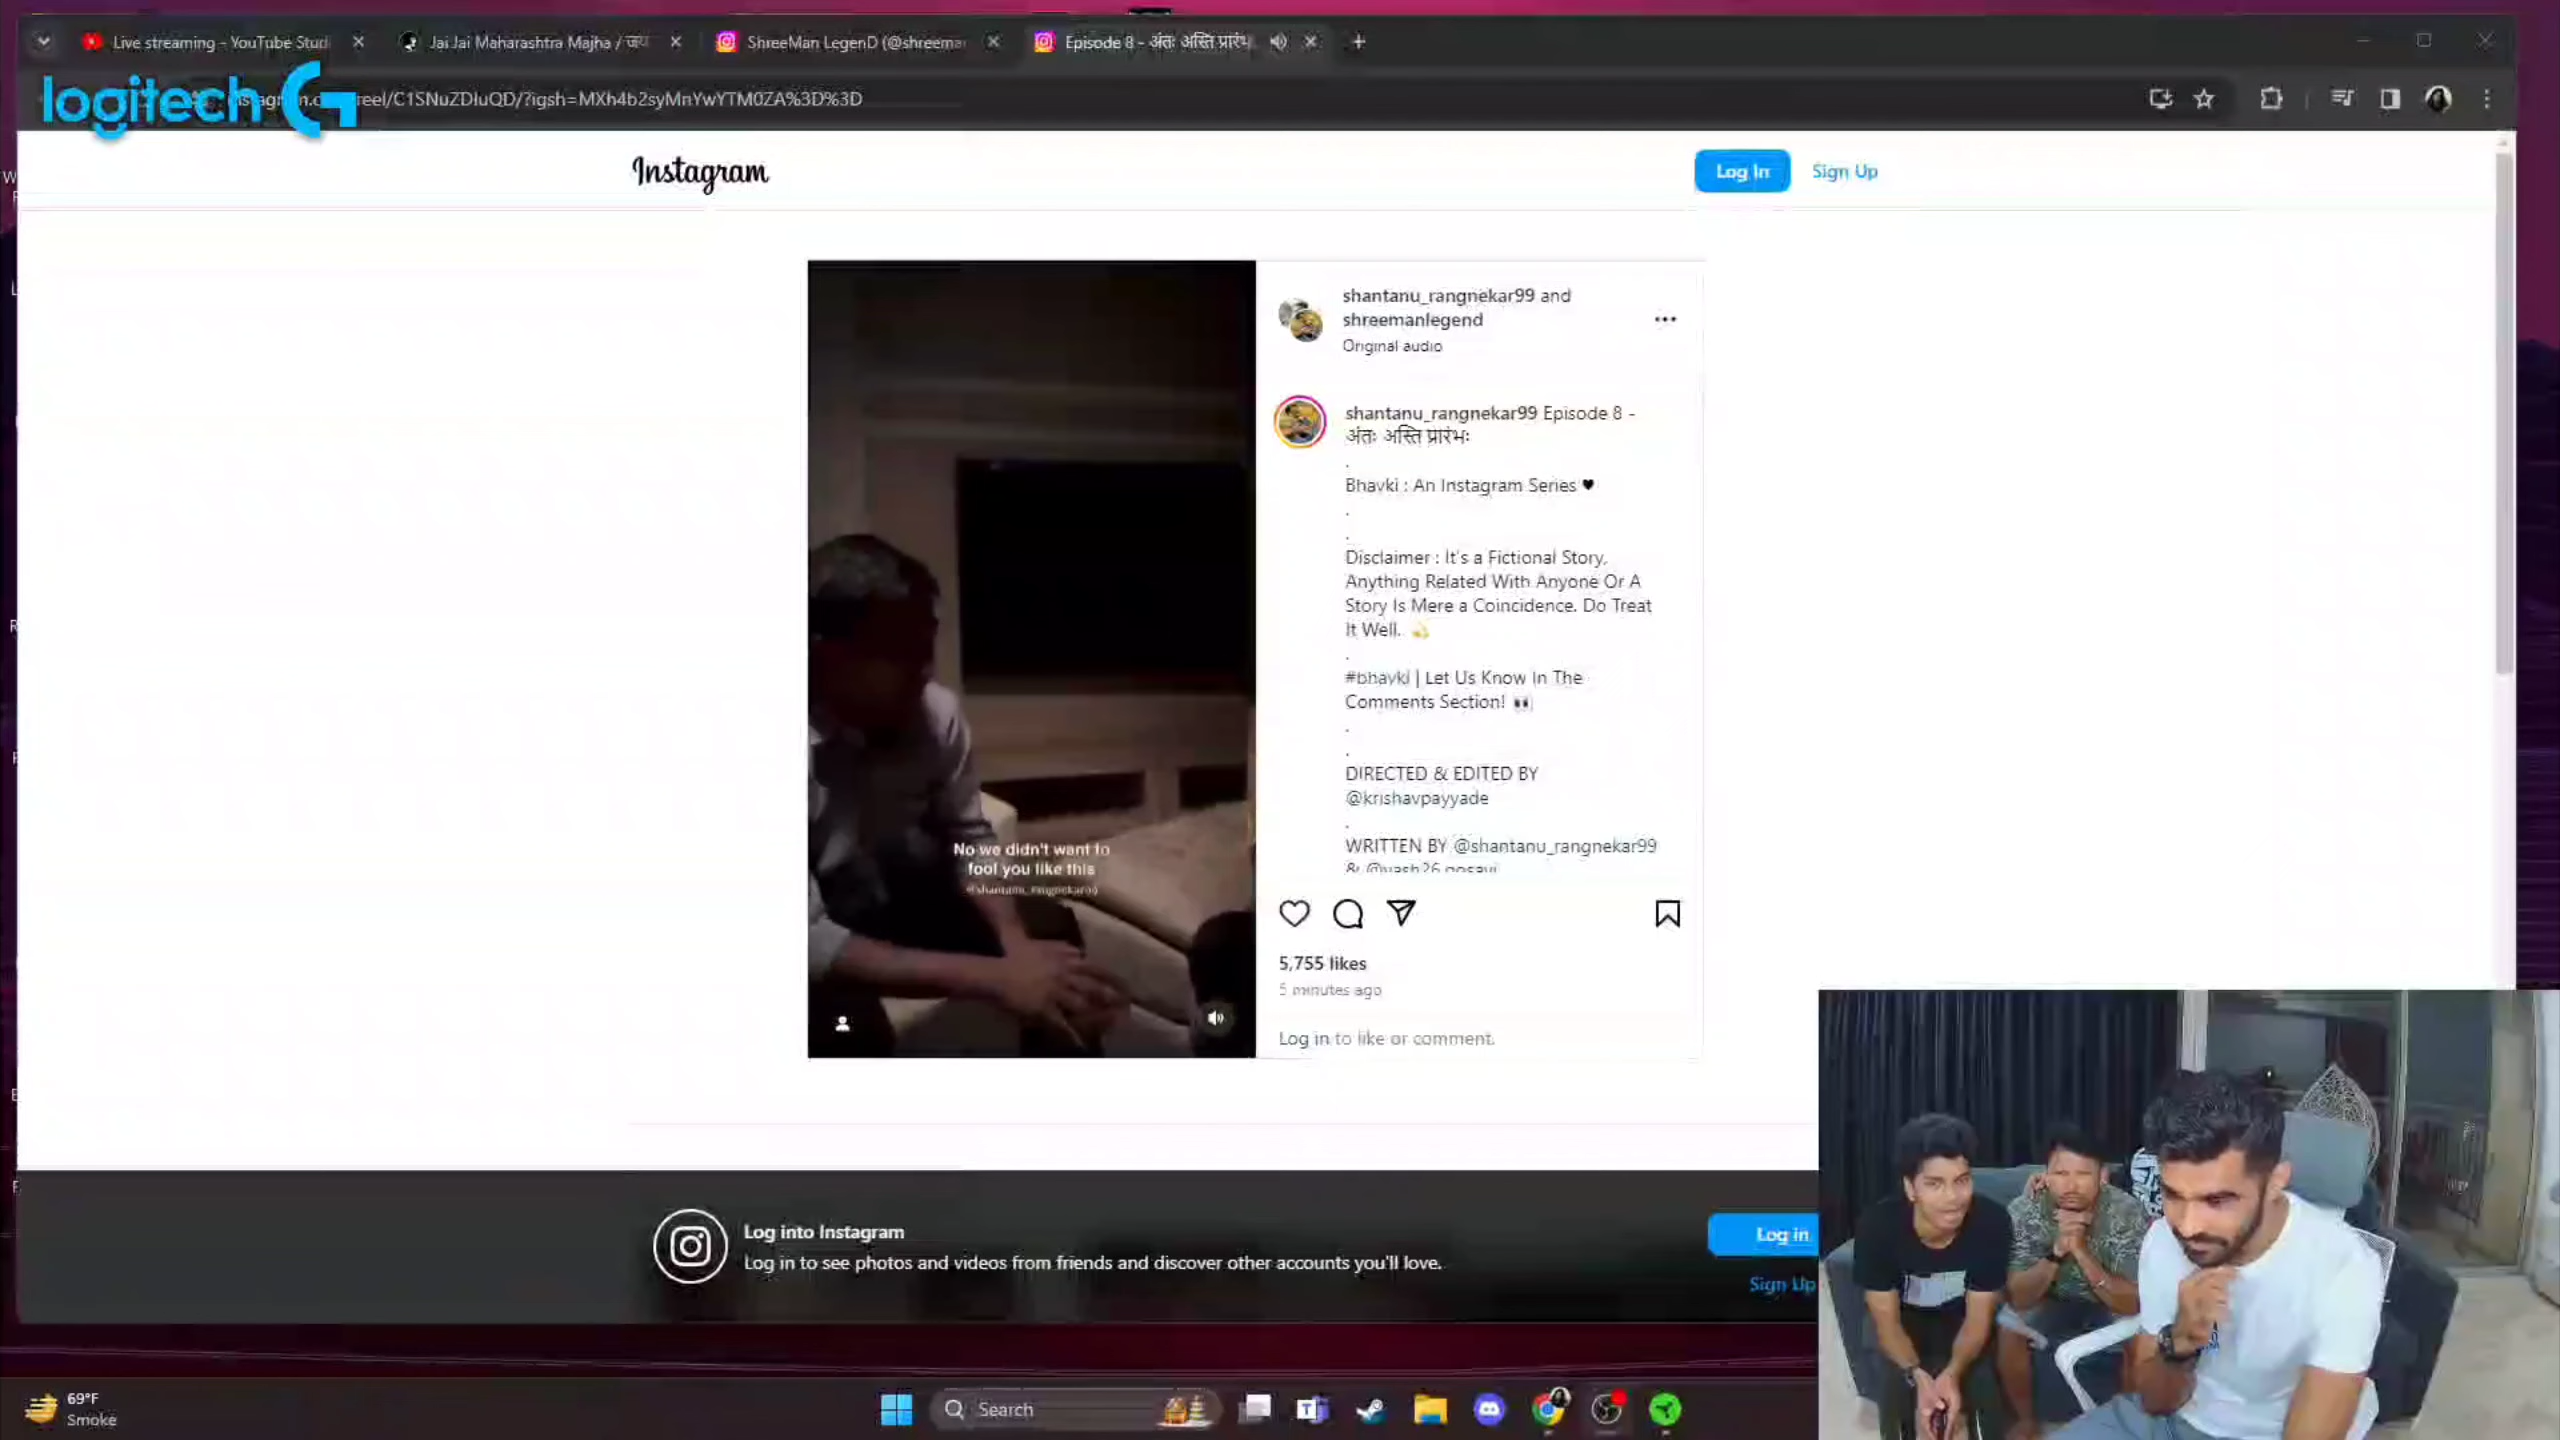 Live streaming - YouTube Stud
Jai Jai Maharashtra Majha / जय
ShreeMan LegenD (@shreema
Episode 8 - अंतः अस्ति प्रारंभ
logitech G
reel/C1SNuZDIuQD/?igsh=MXh4b2syMnYwYTM0ZA%3D%3D
Instagram
Log In
Sign Up
shantanu_rangnekar99 and
shreemanlegend
Original audio
shantanu_rangnekar99 Episode 8 -
अंतः अस्ति प्रारंभः
.
Bhavki : An Instagram Series ♥
.
.
Disclaimer : It's a Fictional Story,
Anything Related With Anyone Or A
Story Is Mere a Coincidence. Do Treat
It Well. 💫
.
#bhavki | Let Us Know In The
Comments Section! 👀
.
.
DIRECTED & EDITED BY
@krishavpayyade
.
WRITTEN BY @shantanu_rangnekar99
& @yash26.gosavi
No we didn't want to
fool you like this
@shantanu_rangnekar99
5,755 likes
5 minutes ago
Log in to like or comment.
Log into Instagram
Log in to see photos and videos from friends and discover other accounts you'll love.
Log in
Sign Up
69°F
Smoke
Search